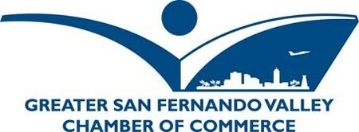 GREATER SAN FERNANDO VALLEY
CHAMBER OF COMMERCE